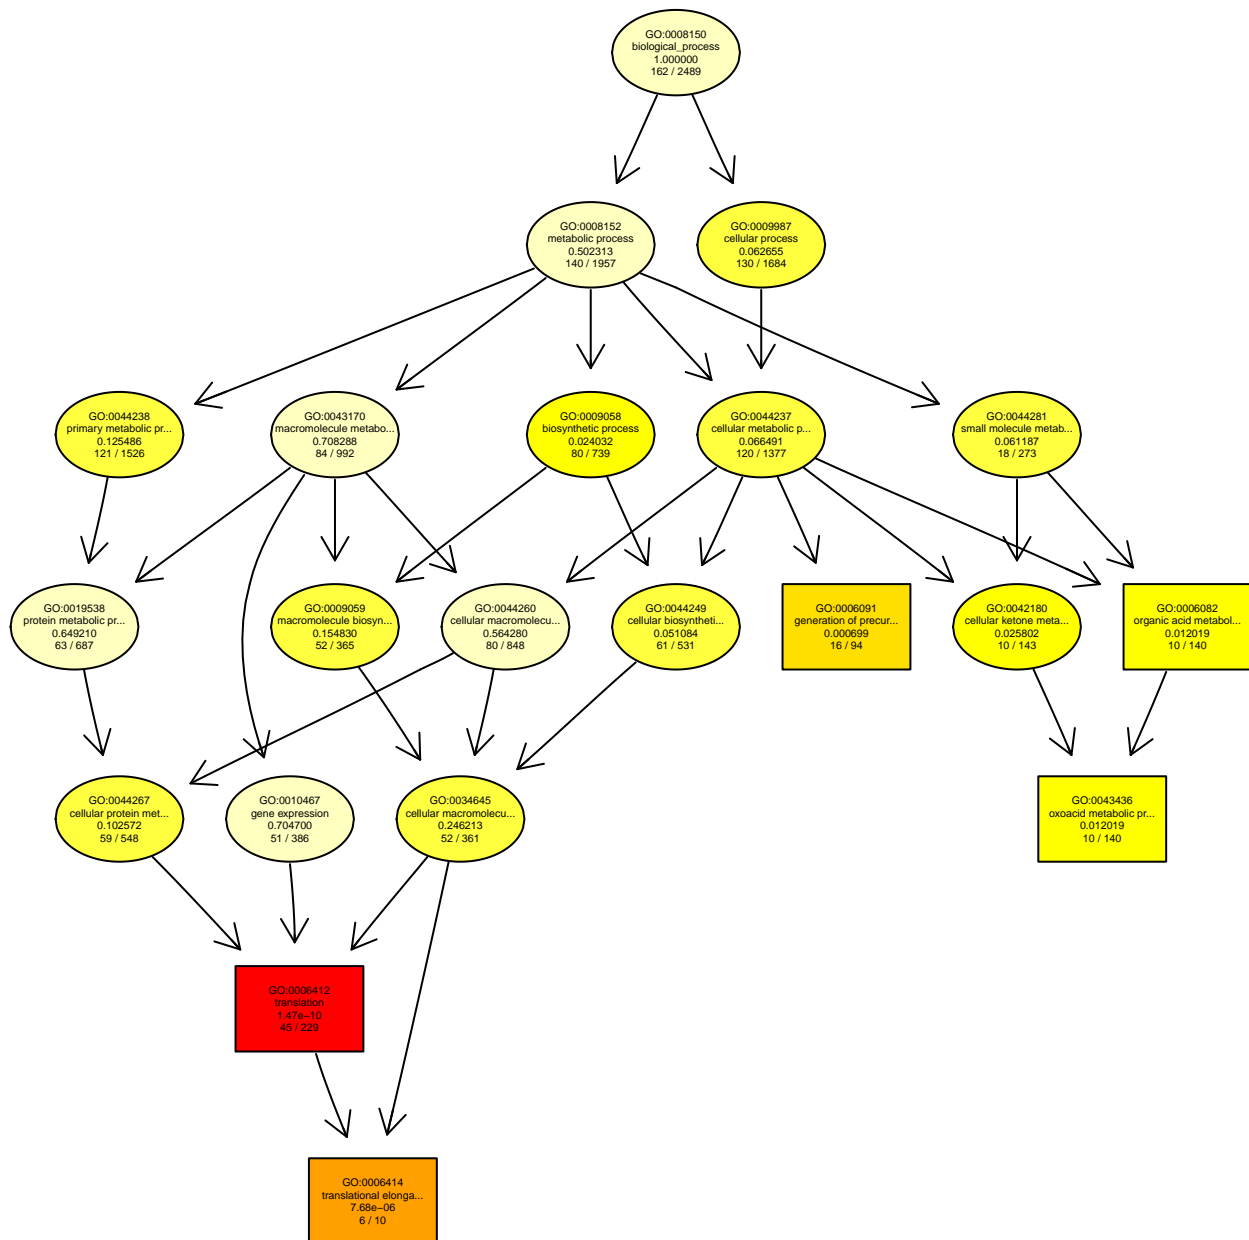 GO:0008150
biological_process
1.000000
162 / 2489
GO:0008152
metabolic process
0.502313
140 / 1957
GO:0009987
cellular process
0.062655
130 / 1684
GO:0044238
primary metabolic pr...
0.125486
121 / 1526
GO:0043170
macromolecule metabo...
0.708288
84 / 992
GO:0009058
biosynthetic process
0.024032
80 / 739
GO:0044237
cellular metabolic p...
0.066491
120 / 1377
GO:0044281
small molecule metab...
0.061187
18 / 273
GO:0019538
protein metabolic pr...
0.649210
63 / 687
GO:0009059
macromolecule biosyn...
0.154830
52 / 365
GO:0044260
cellular macromolecu...
0.564280
80 / 848
GO:0044249
cellular biosyntheti...
0.051084
61 / 531
GO:0006091
generation of precur...
0.000699
16 / 94
GO:0042180
cellular ketone meta...
0.025802
10 / 143
GO:0006082
organic acid metabol...
0.012019
10 / 140
GO:0044267
cellular protein met...
0.102572
59 / 548
GO:0010467
gene expression
0.704700
51 / 386
GO:0034645
cellular macromolecu...
0.246213
52 / 361
GO:0043436
oxoacid metabolic pr...
0.012019
10 / 140
GO:0006412
translation
1.47e−10
45 / 229
GO:0006414
translational elonga...
7.68e−06
6 / 10